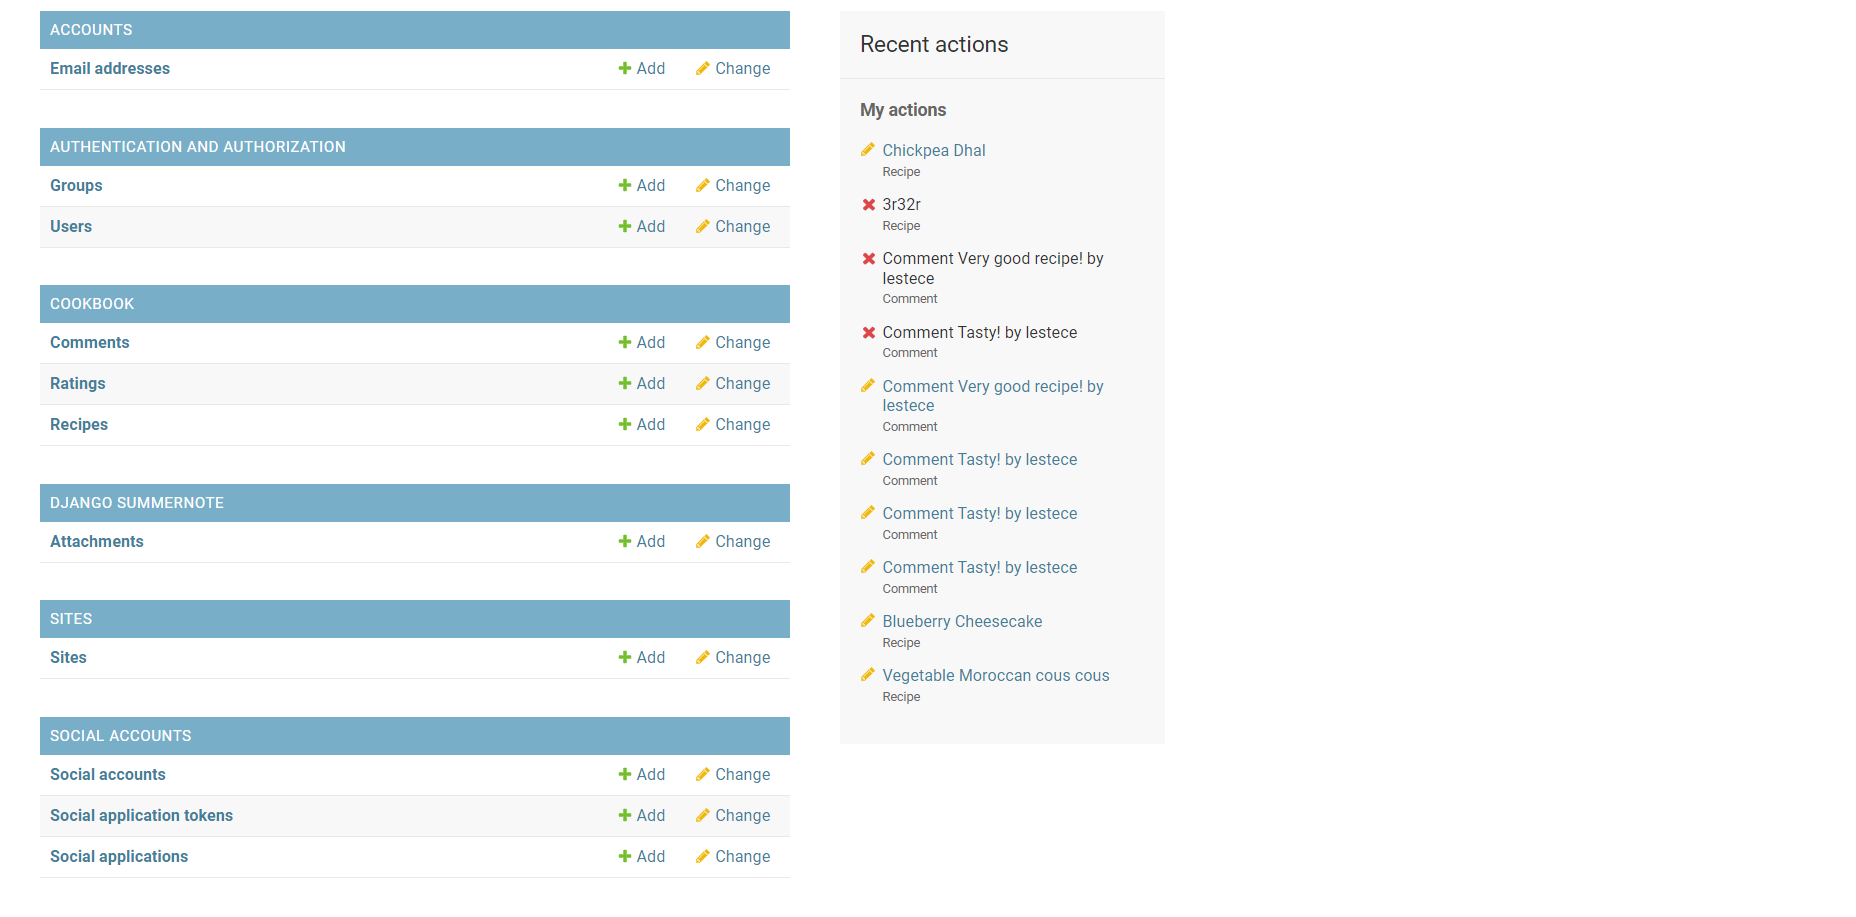 ACCOUNTS
Email addresses Add Change
AUTHENTICATION AND AUTHORIZATION
Groups Add Change
Users Add Change
COOKBOOK
Comments Add Change
Ratings Add Change
Recipes Add Change
DJANGO SUMMERNOTE
Attachments Add Change
SITES
Sites Add Change
SOCIAL ACCOUNTS
Social accounts Add Change
Social application tokens Add Change
Social applications Add Change
Recent actions
My actions
Chickpea Dhal
Recipe
3r32r
Recipe
Comment Very good recipe! by
lestece
Comment
Comment Tasty! by lestece
Comment
Comment Very good recipe! by
lestece
Comment
Comment Tasty! by lestece
Comment
Comment Tasty! by lestece
Comment
Comment Tasty! by lestece
Comment
Blueberry Cheesecake
Recipe
Vegetable Moroccan cous cous
Recipe